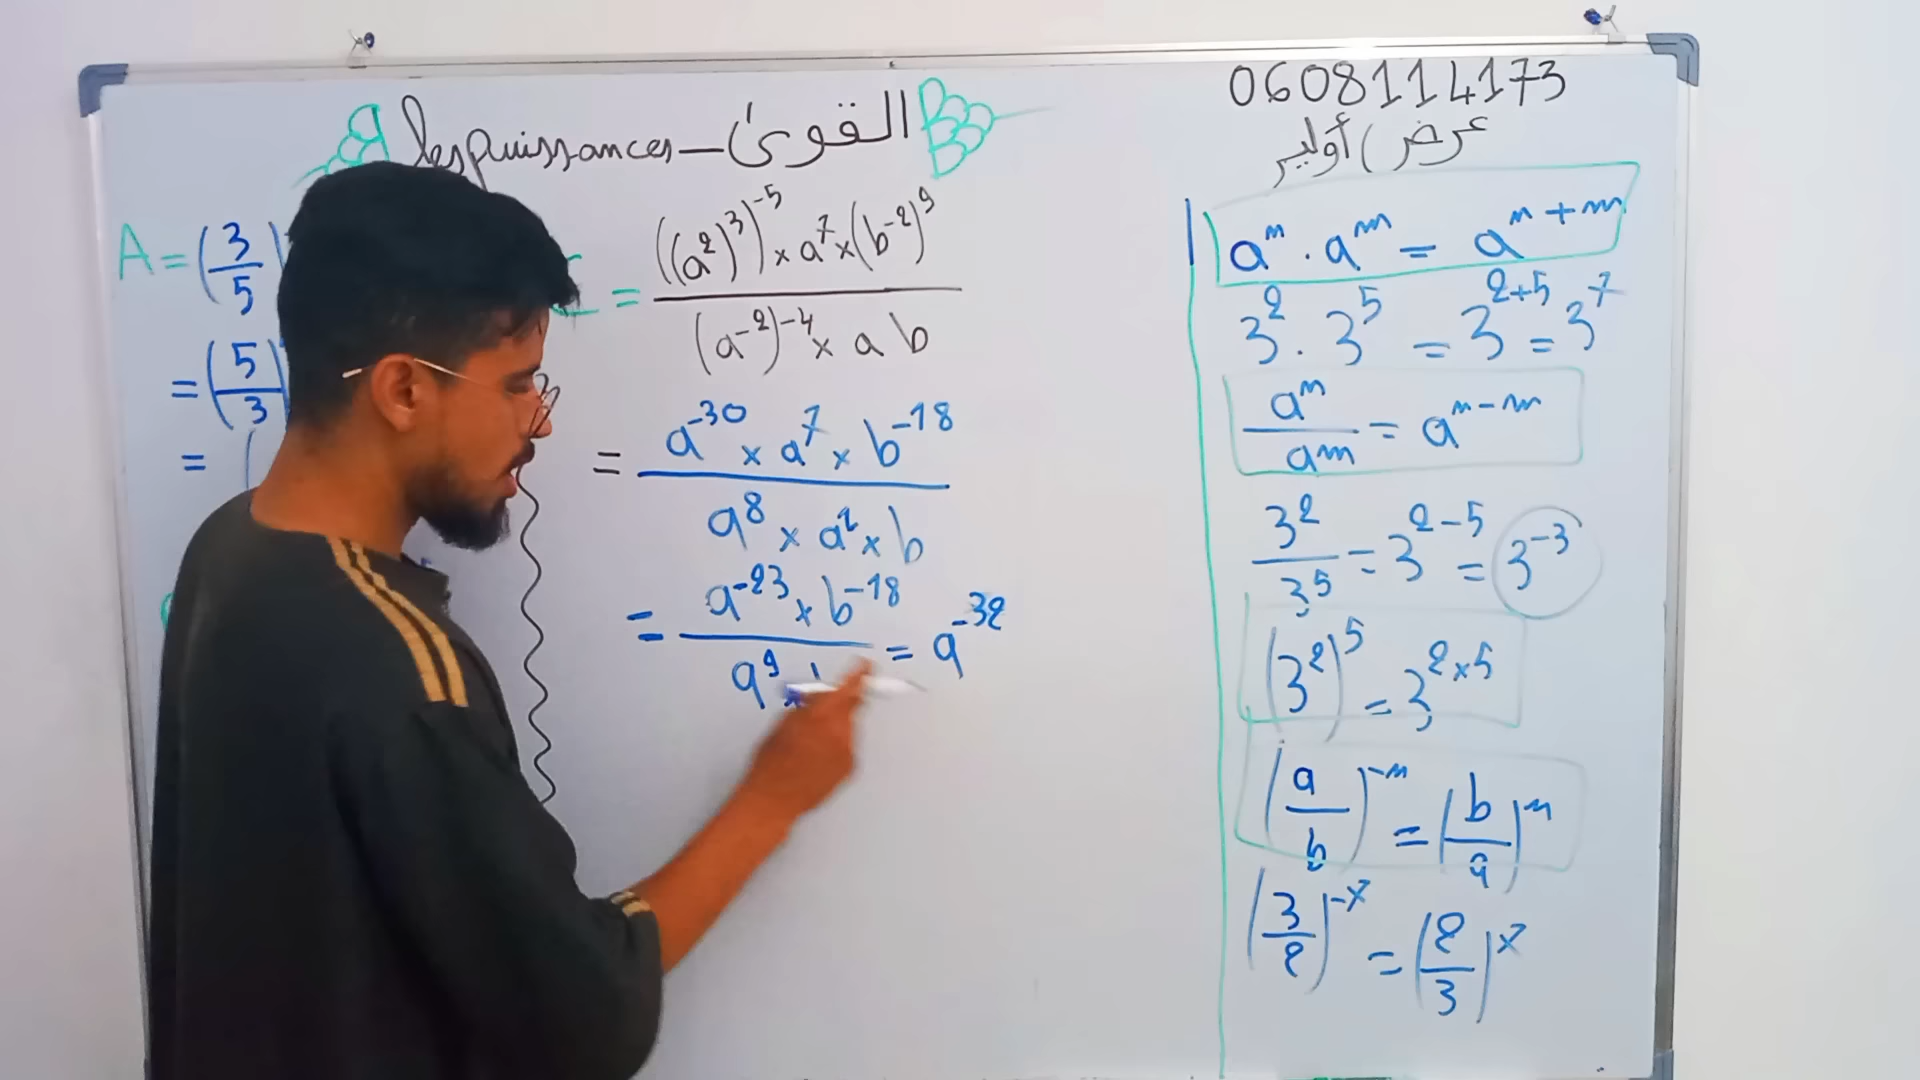 les puissances – القوى
A = (3/5)
= (5/3)
= (
= (((a²)³)⁻⁵ × a⁷ × (b⁻²)⁹) / ((a⁻²)⁻⁴ × a b)
= (a⁻³⁰ × a⁷ × b⁻¹⁸) / (a⁸ × a² × b)
= (a⁻²³ × b⁻¹⁸) / (a⁹ × = a⁻³²
0608114173
عرض أولير
aⁿ · aᵐ = aⁿ⁺ᵐ
3² · 3⁵ = 3²⁺⁵ = 3⁷
aⁿ / aᵐ = aⁿ⁻ᵐ
3² / 3⁵ = 3²⁻⁵ = 3⁻³
(3²)⁵ = 3²ˣ⁵
(a/b)⁻ⁿ = (b/a)ⁿ
(3/2)⁻⁷ = (2/3)⁷